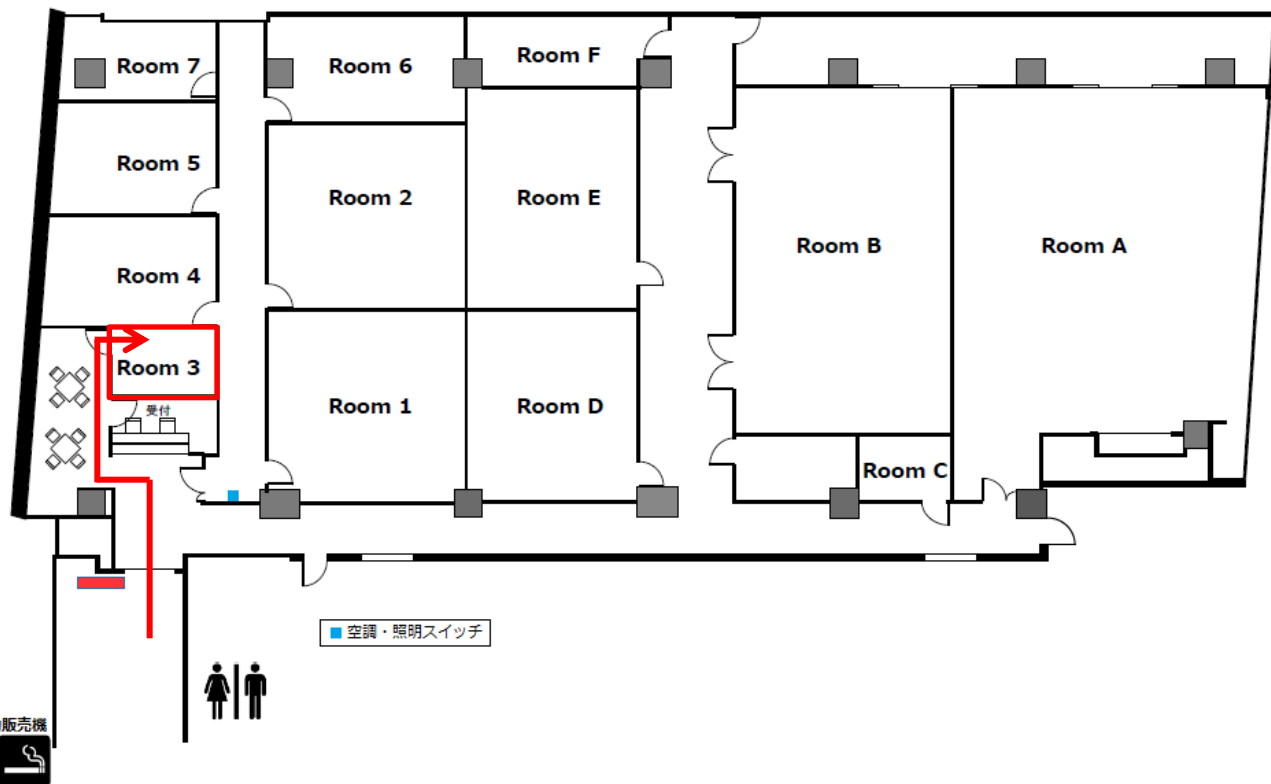 Room 7
Room 6
Room F
Room 5
Room 2
Room E
Room B
Room A
Room 4
Room 3
受付
Room 1
Room D
Room C
空調・照明スイッチ
販売機